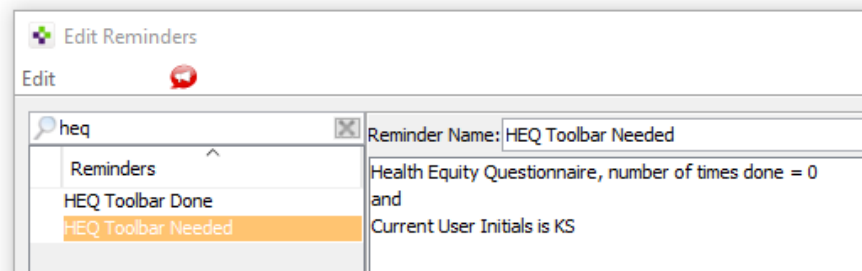 Edit Reminders
Edit
heq
Reminder Name: HEQ Toolbar Needed
Reminders
Health Equity Questionnaire, number of times done = 0
and
HEQ Toolbar Done
HEQ Toolbar Needed
Current User Initials is KS